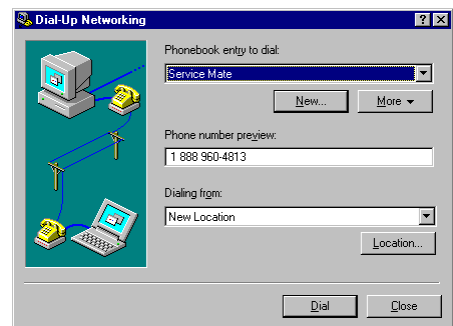 Dial-Up Networking
Phonebook entry to dial:
Service Mate
New... More
Phone number preview:
1 888 960-4813
Dialing from:
New Location
Location...
Dial Close